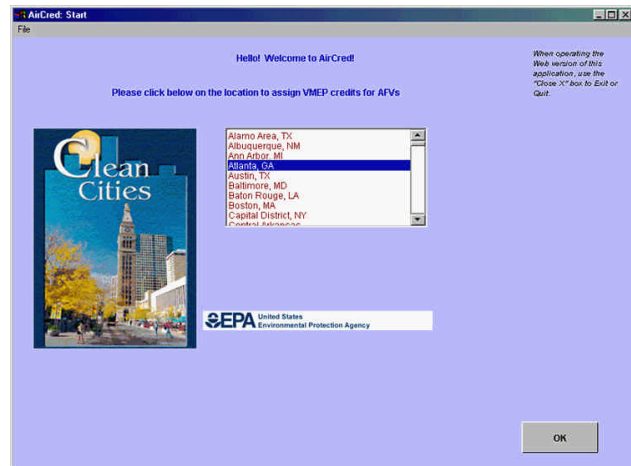 AirCred: Start
File
Hello! Welcome to AirCred!
When operating the
Web version of this
application, use the
"Close X" box to Exit or
Quit.
Please click below on the location to assign VMEP credits for AFVs
Clean
Cities
Alamo Area, TX
Albuquerque, NM
Ann Arbor, MI
Atlanta, GA
Austin, TX
Baltimore, MD
Baton Rouge, LA
Boston, MA
Capital District, NY
Central Arkansas
EPA United States
Environmental Protection Agency
OK